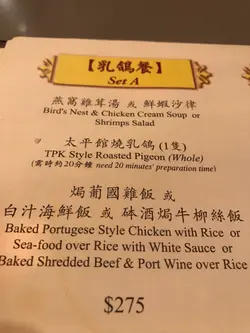 【乳鴿餐】
Set A
燕窩雞茸湯 或 鮮蝦沙律
Bird's Nest & Chicken Cream Soup or
Shrimps Salad
太平館燒乳鴿 (1隻)
TPK Style Roasted Pigeon (Whole)
(需時約20分鐘 need 20 minutes' preparation time)
焗葡國雞飯 或
白汁海鮮飯 或 砵酒焗牛柳絲飯
Baked Portugese Style Chicken with Rice or
Sea-food over Rice with White Sauce or
Baked Shredded Beef & Port Wine over Rice
$275